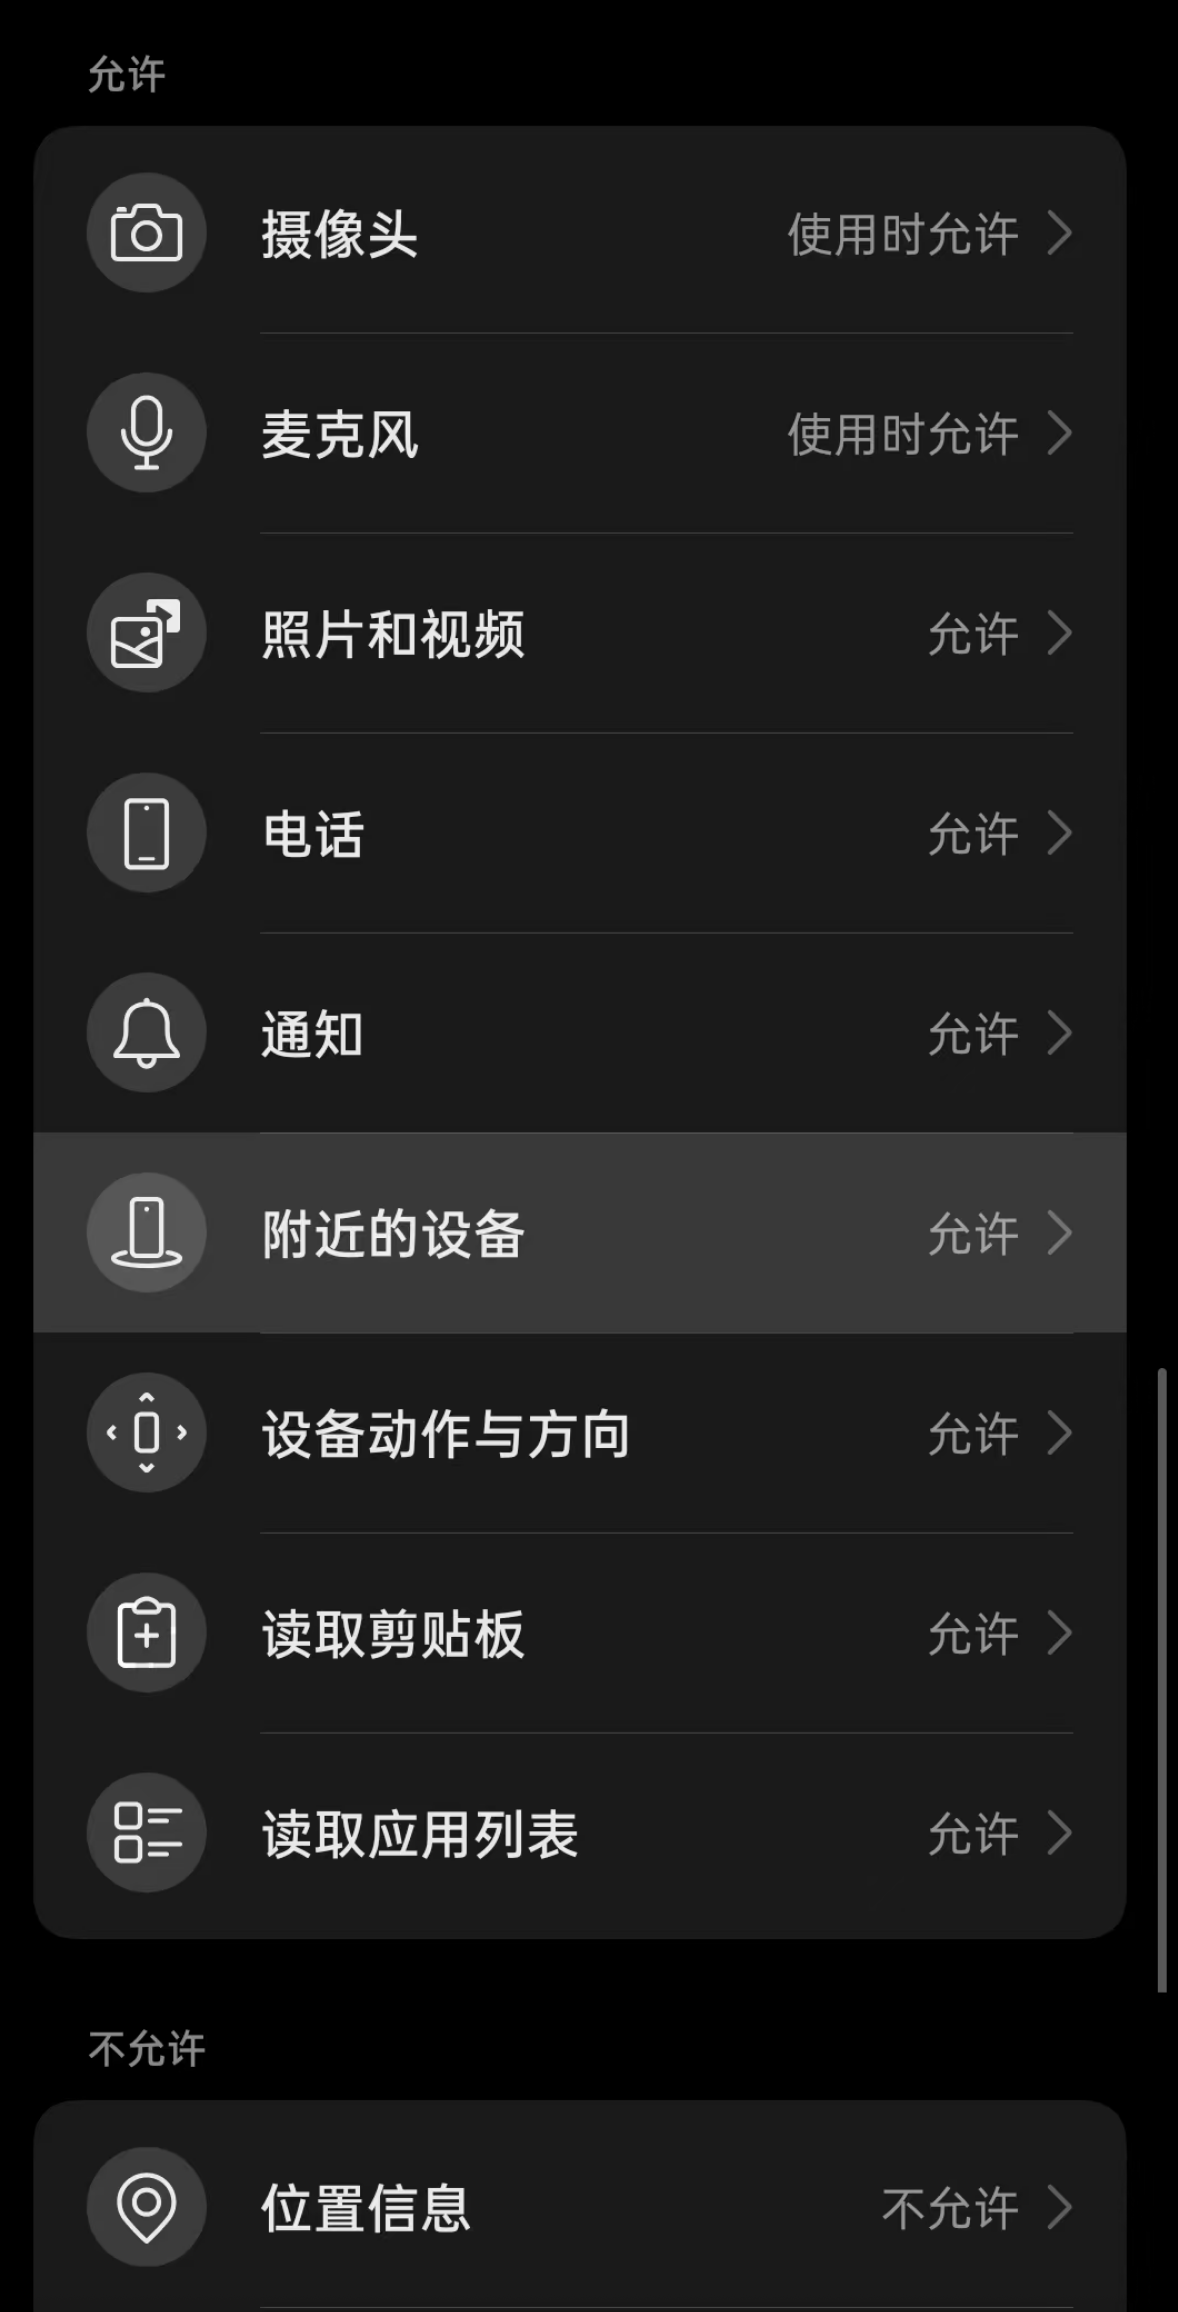 允许
摄像头 使用时允许
麦克风 使用时允许
照片和视频 允许
电话 允许
通知 允许
附近的设备 允许
设备动作与方向 允许
读取剪贴板 允许
读取应用列表 允许
不允许
位置信息 不允许